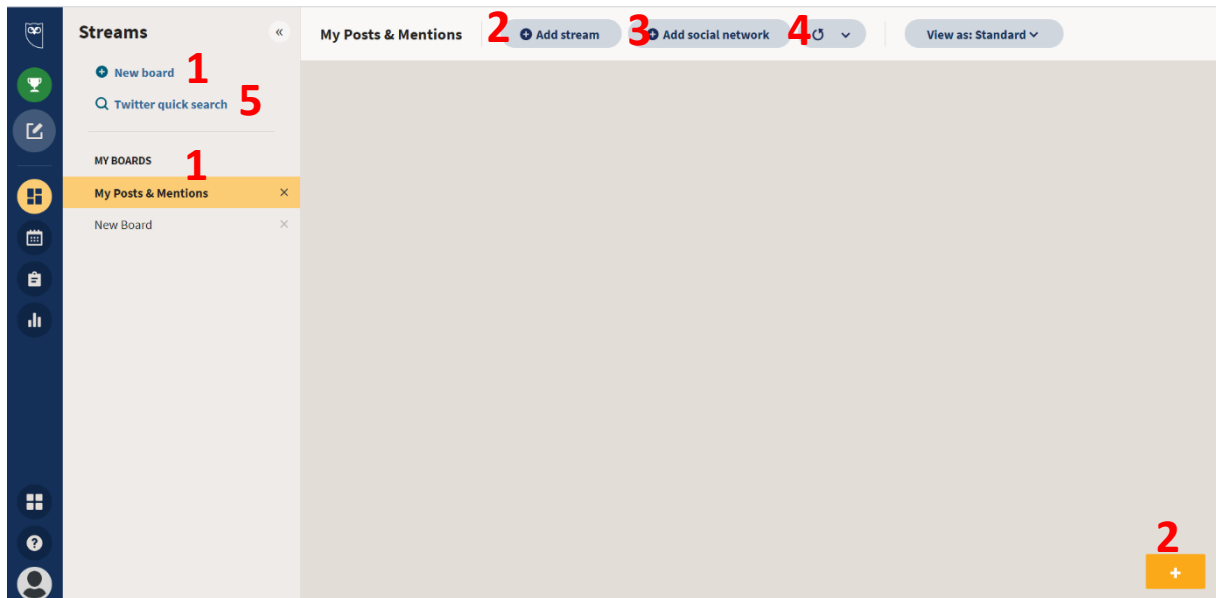 Streams «
My Posts & Mentions 2 Add stream 3 Add social network 4 View as: Standard
New board 1
Twitter quick search 5
MY BOARDS 1
My Posts & Mentions ×
New Board ×
?
2
+